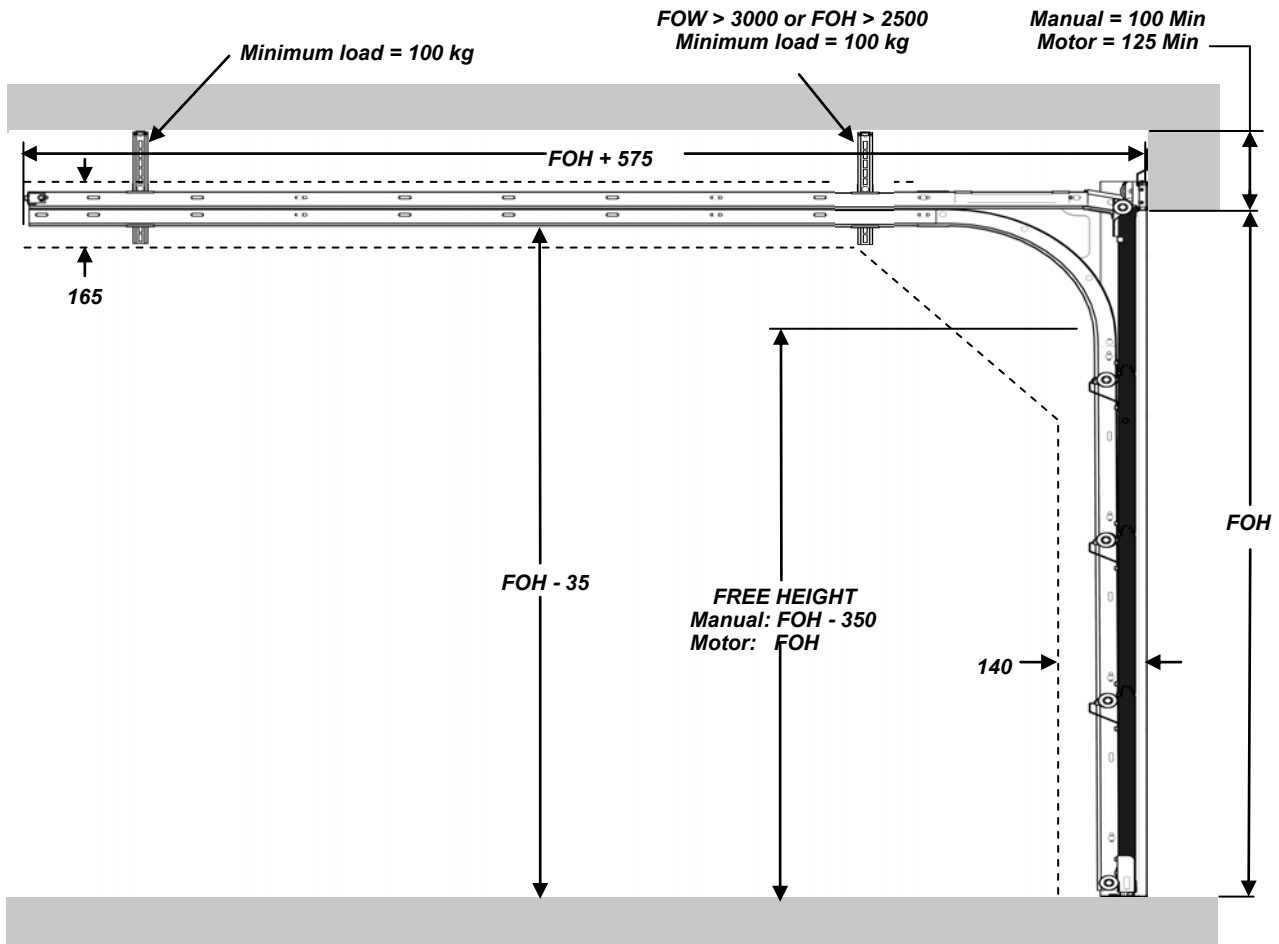 FOW > 3000 or FOH > 2500
Minimum load = 100 kg
Manual = 100 Min
Motor = 125 Min
Minimum load = 100 kg
FOH + 575
165
FOH
FOH - 35
FREE HEIGHT
Manual: FOH - 350
Motor: FOH
140